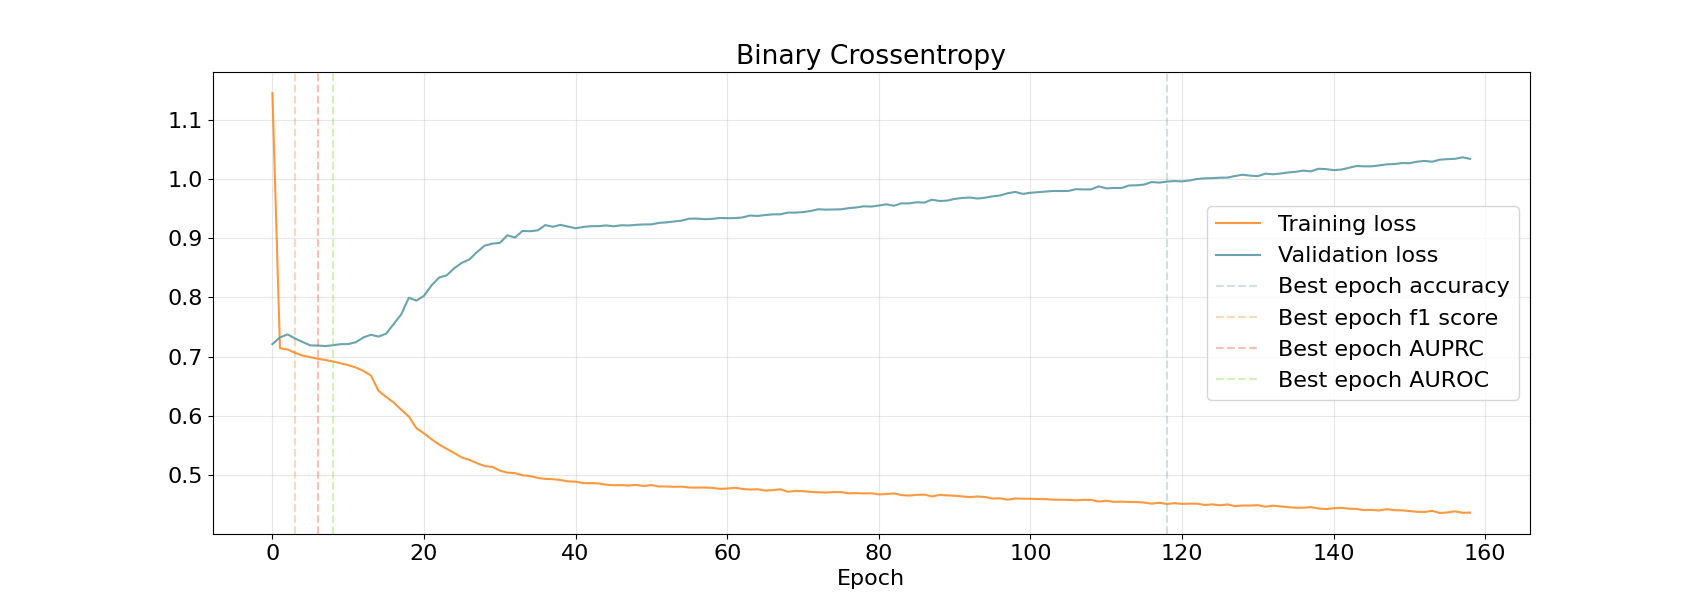 Binary Crossentropy
1.1
1.0
0.9
0.8
0.7
0.6
0.5
Training loss
Validation loss
Best epoch accuracy
Best epoch f1 score
Best epoch AUPRC
Best epoch AUROC
0 20 40 60 80 100 120 140 160
Epoch